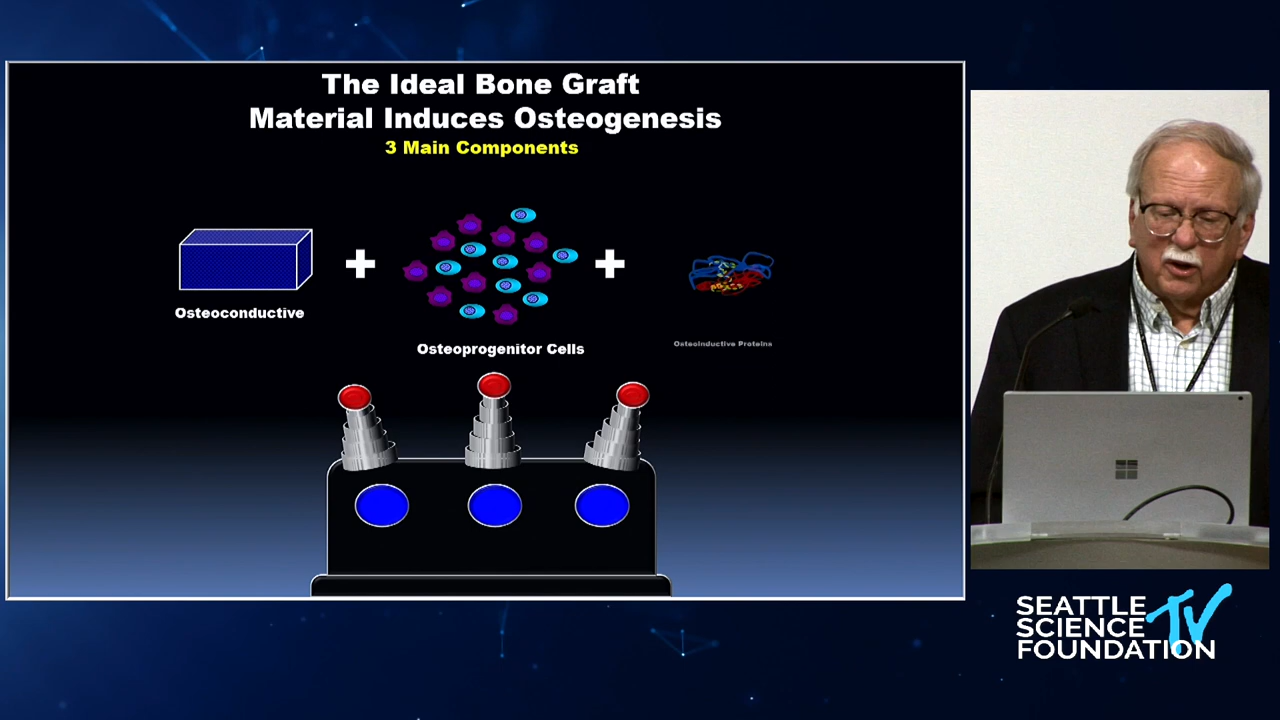 The Ideal Bone Graft
Material Induces Osteogenesis
3 Main Components
Osteoconductive
Osteoprogenitor Cells
Osteoinductive Proteins
SEATTLE
SCIENCE TV
FOUNDATION